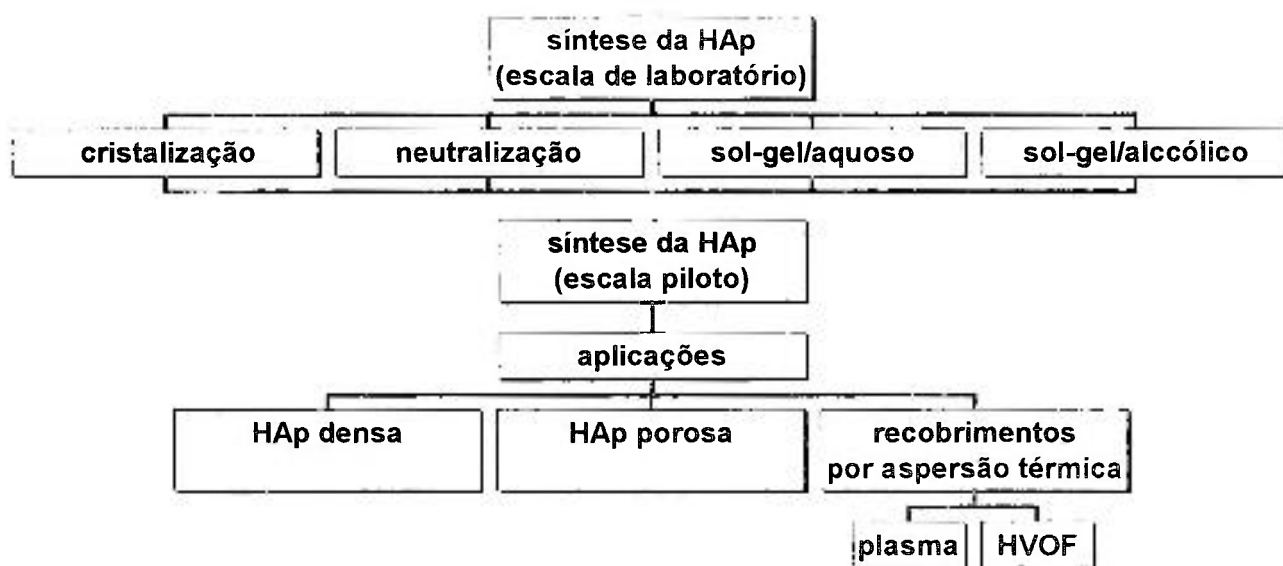 síntese da HAp
(escala de laboratório)
cristalização
neutralização
sol-gel/aquoso
sol-gel/alccólico
síntese da HAp
(escala piloto)
aplicações
HAp densa
HAp porosa
recobrimentos
por aspersão térmica
plasma
HVOF